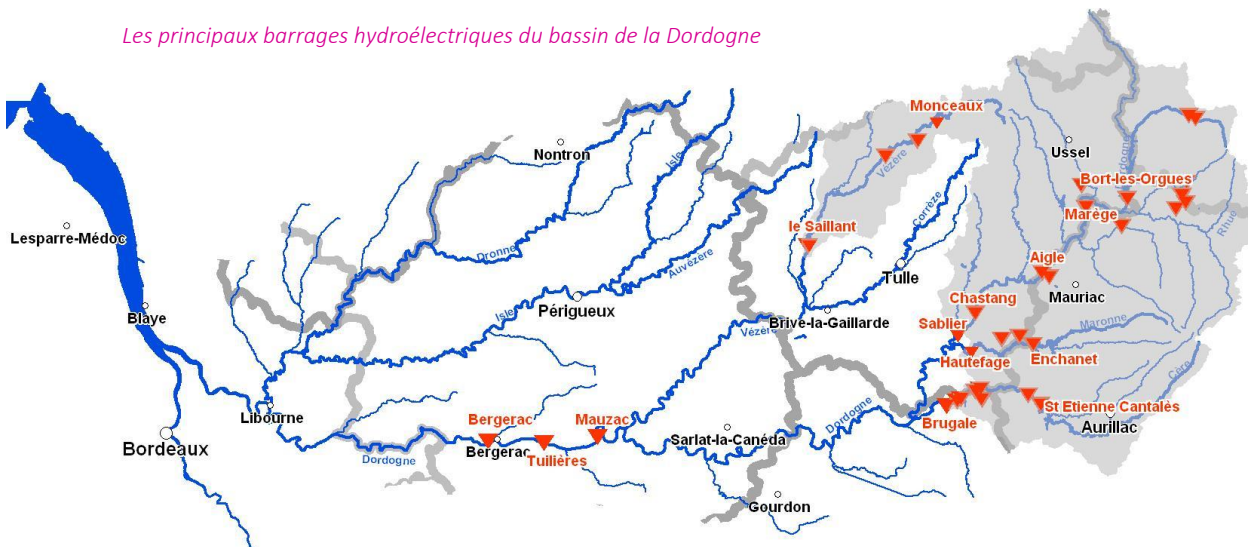 Les principaux barrages hydroélectriques du bassin de la Dordogne
Monceaux
Nontron
Ussel
Isle
Vézère
Bort-les-Orgues
Corrèze
Marège
Lesparre-Médoc
le Saillant
Rhue
Dronne
Auvézère
Aigle
Tulle
Mauriac
Périgueux
Chastang
Blaye
Isle
Brive-la-Gaillarde
Maronne
Sablier
Vézère
Enchanet
Hautefage
Cère
Libourne
St Etienne Cantalès
Bergerac
Mauzac
Dordogne
Brugale
Aurillac
Bordeaux
Sarlat-la-Canéda
Bergerac
Dordogne
Tuilières
Gourdon